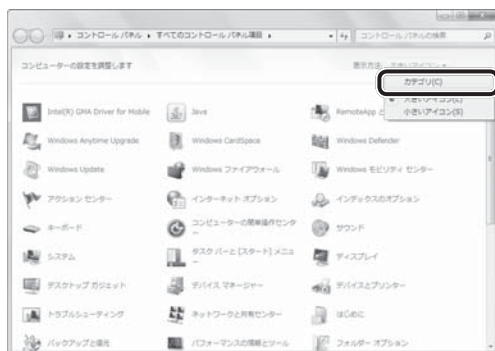 コントロール パネル ▸ すべてのコントロール パネル項目 ▸
コントロール パネルの検索
コンピューターの設定を調整します
表示方法: 大きいアイコン
カテゴリ(C)
大きいアイコン(L)
小さいアイコン(S)
Intel(R) GMA Driver for Mobile
Java
RemoteApp と
Windows Anytime Upgrade
Windows CardSpace
Windows Defender
Windows Update
Windows ファイアウォール
Windows モビリティ センター
アクション センター
インターネット オプション
インデックスのオプション
キーボード
コンピューターの簡単操作センター
サウンド
システム
タスク バーと [スタート] メニュー
ディスプレイ
デスクトップ ガジェット
デバイス マネージャー
デバイスとプリンター
トラブルシューティング
ネットワークと共有センター
はじめに
バックアップと復元
パフォーマンスの情報とツール
フォルダー オプション